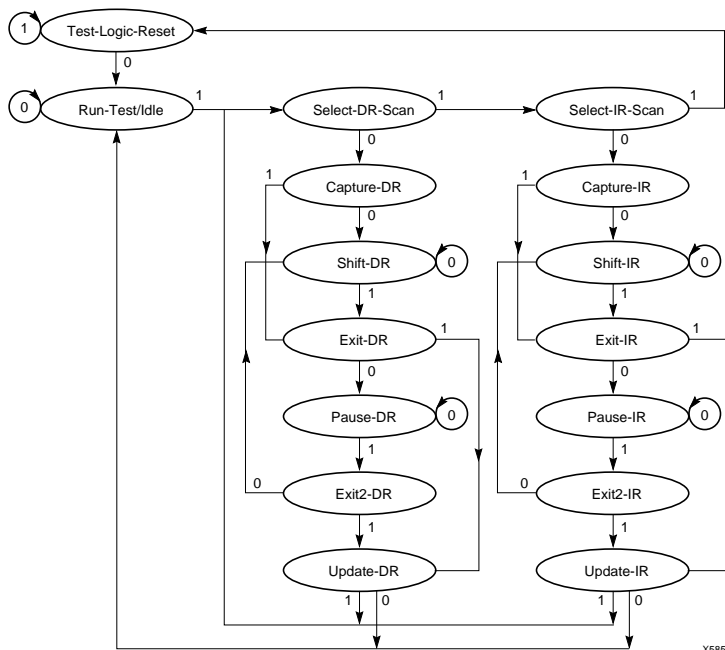 1
Test-Logic-Reset
0
0
Run-Test/Idle
1
Select-DR-Scan
1
Select-IR-Scan
1
0
0
1
Capture-DR
1
Capture-IR
0
0
Shift-DR
0
Shift-IR
0
1
1
Exit-DR
1
Exit-IR
1
0
0
Pause-DR
0
Pause-IR
0
1
1
0
Exit2-DR
0
Exit2-IR
1
1
Update-DR
Update-IR
1
0
1
0